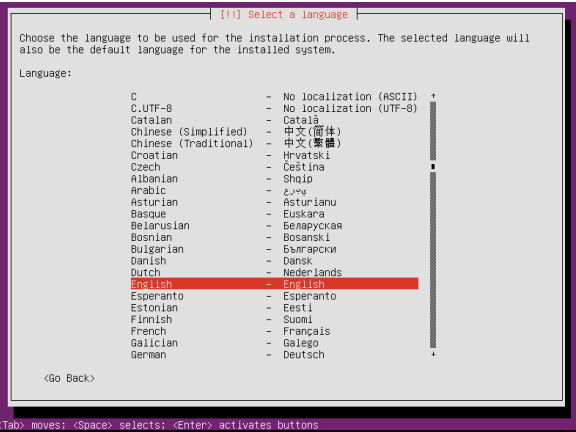 [!!] Select a language
Choose the language to be used for the installation process. The selected language will
also be the default language for the installed system.
Language:
C - No localization (ASCII)
C.UTF-8 - No localization (UTF-8)
Catalan - Català
Chinese (Simplified) - 中文(简体)
Chinese (Traditional) - 中文(繁體)
Croatian - Hrvatski
Czech - Čeština
Albanian - Shqip
Arabic - عربي
Asturian - Asturianu
Basque - Euskara
Belarusian - Беларуская
Bosnian - Bosanski
Bulgarian - Български
Danish - Dansk
Dutch - Nederlands
English - English
Esperanto - Esperanto
Estonian - Eesti
Finnish - Suomi
French - Français
Galician - Galego
German - Deutsch
<Go Back>
<Tab> moves; <Space> selects; <Enter> activates buttons